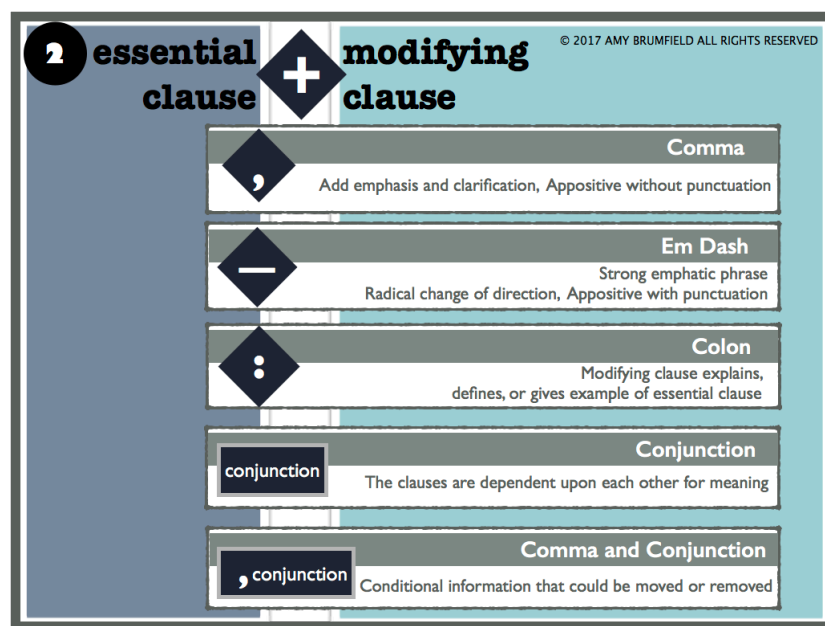 2 essential + modifying © 2017 AMY BRUMFIELD ALL RIGHTS RESERVED
clause clause
Comma
, Add emphasis and clarification, Appositive without punctuation
Em Dash
— Strong emphatic phrase
Radical change of direction, Appositive with punctuation
Colon
: Modifying clause explains,
defines, or gives example of essential clause
Conjunction
conjunction
The clauses are dependent upon each other for meaning
Comma and Conjunction
, conjunction
Conditional information that could be moved or removed